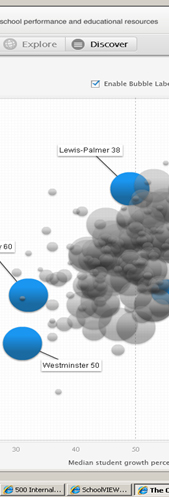 school performance and educational resources
Explore
Discover
Enable Bubble Labe
Lewis-Palmer 38
y 60
Westminster 50
30
40
50
Median student growth perce
500 Internal...
SchoolVIEW...
The C